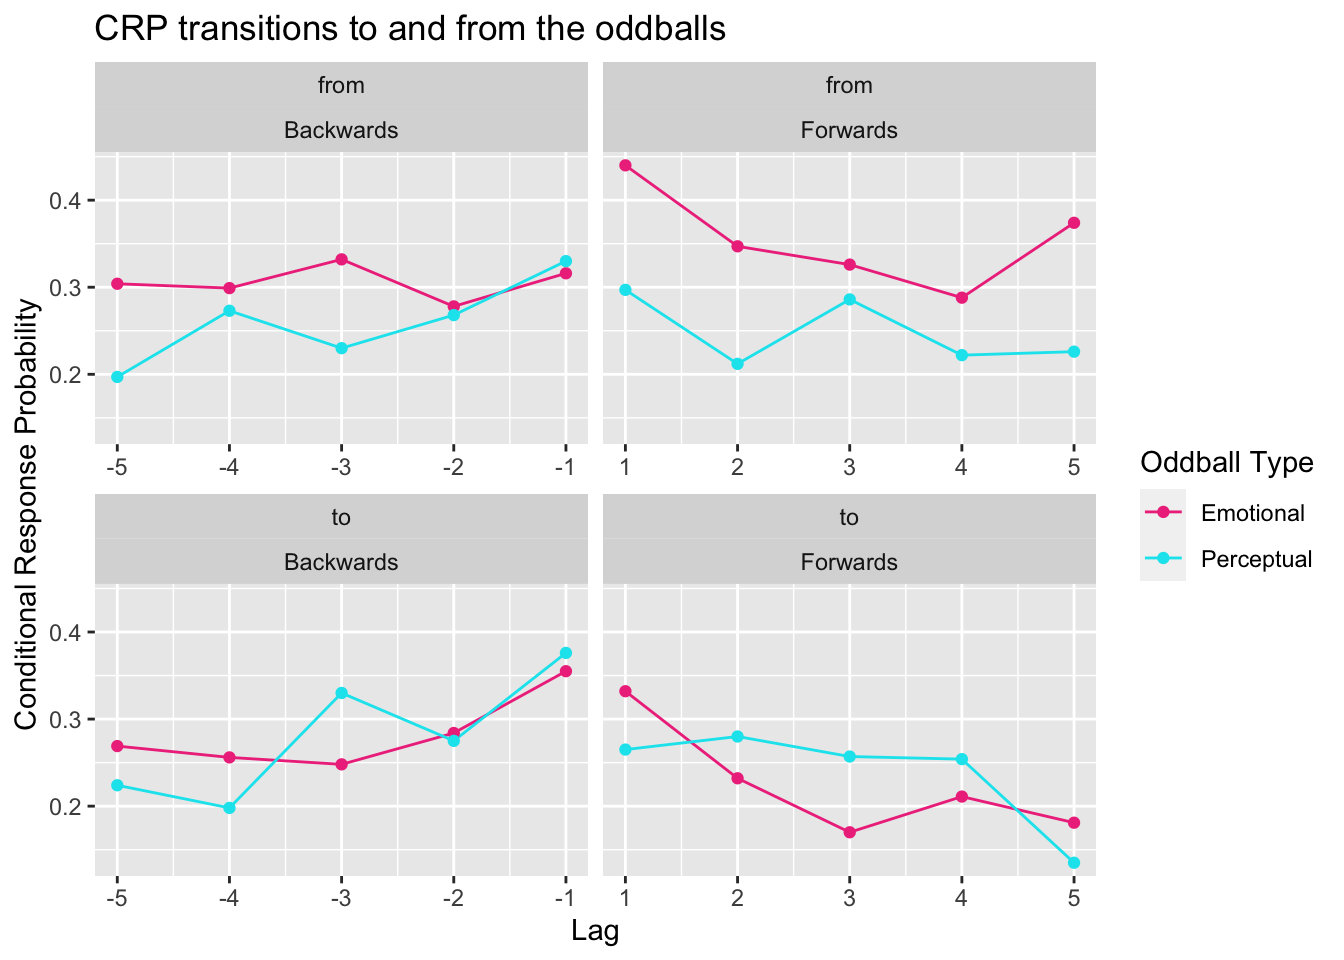 CRP transitions to and from the oddballs
from
Backwards
from
Forwards
0.4
0.3
0.2
-5 -4 -3 -2 -1
1 2 3 4 5
to
Backwards
to
Forwards
0.4
0.3
0.2
-5 -4 -3 -2 -1
1 2 3 4 5
Lag
Conditional Response Probability
Oddball Type
Emotional
Perceptual